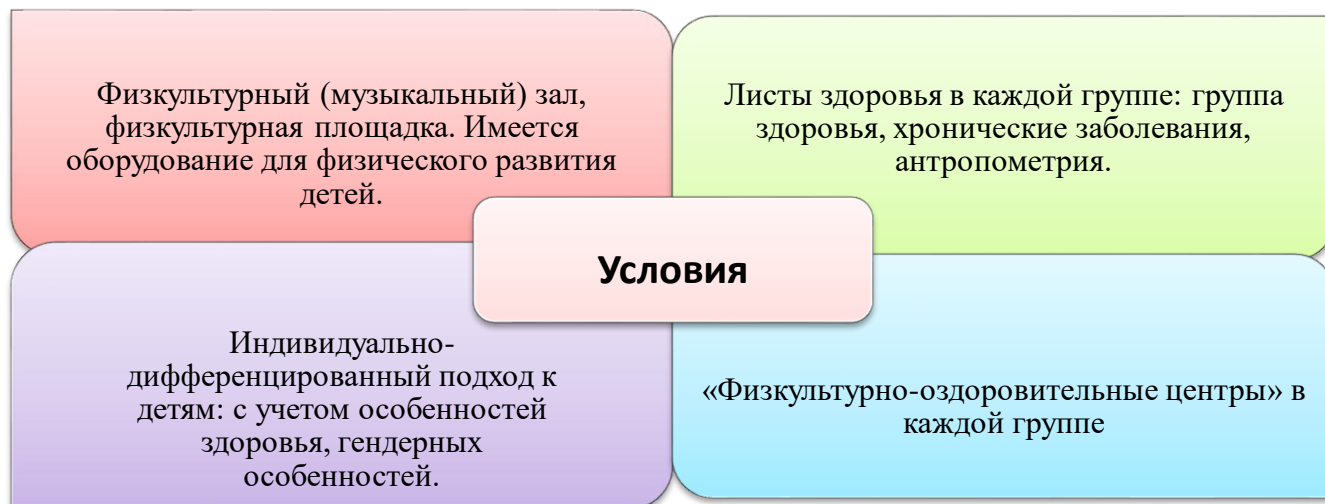 Физкультурный (музыкальный) зал,
физкультурная площадка. Имеется
оборудование для физического развития
детей.
Листы здоровья в каждой группе: группа
здоровья, хронические заболевания,
антропометрия.
Условия
Индивидуально-
дифференцированный подход к
детям: с учетом особенностей
здоровья, гендерных
особенностей.
«Физкультурно-оздоровительные центры» в
каждой группе